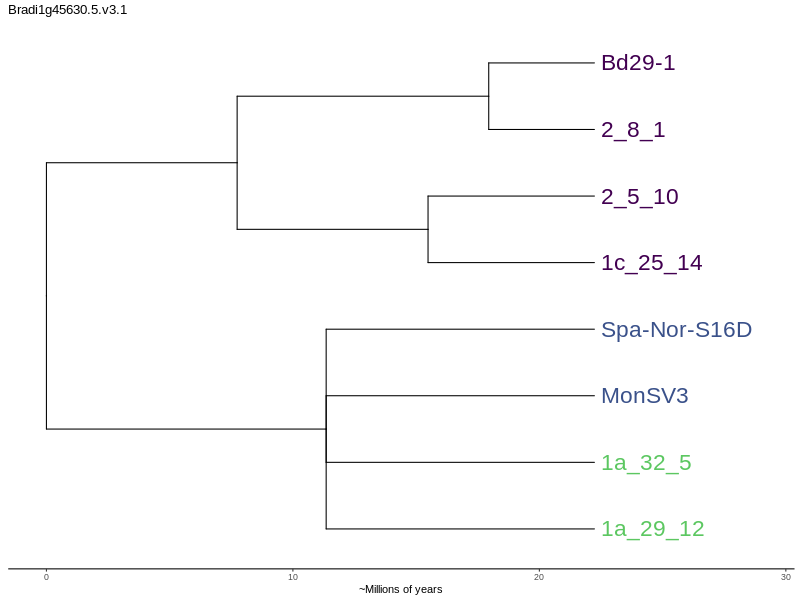 Bradi1g45630.5.v3.1
Bd29-1
2_8_1
2_5_10
1c_25_14
Spa-Nor-S16D
MonSV3
1a_32_5
1a_29_12
0 10 20 30
~Millions of years